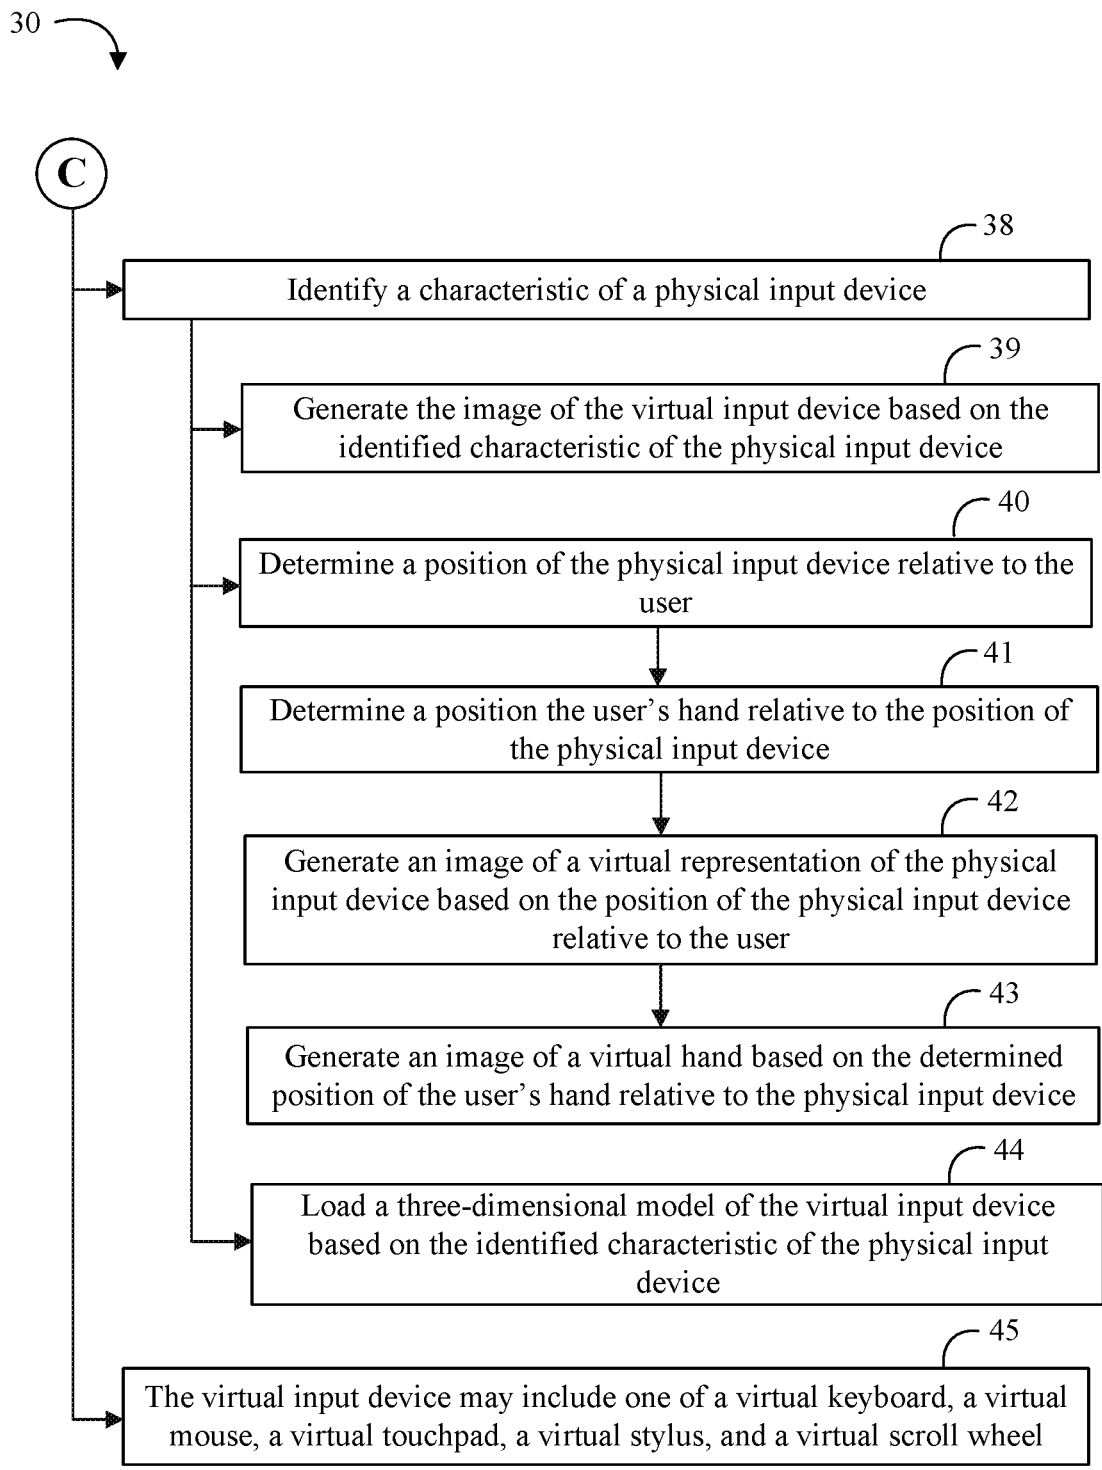 30
C
38
Identify a characteristic of a physical input device
39
Generate the image of the virtual input device based on the
identified characteristic of the physical input device
40
Determine a position of the physical input device relative to the
user
41
Determine a position the user’s hand relative to the position of
the physical input device
42
Generate an image of a virtual representation of the physical
input device based on the position of the physical input device
relative to the user
43
Generate an image of a virtual hand based on the determined
position of the user’s hand relative to the physical input device
44
Load a three-dimensional model of the virtual input device
based on the identified characteristic of the physical input
device
45
The virtual input device may include one of a virtual keyboard, a virtual
mouse, a virtual touchpad, a virtual stylus, and a virtual scroll wheel